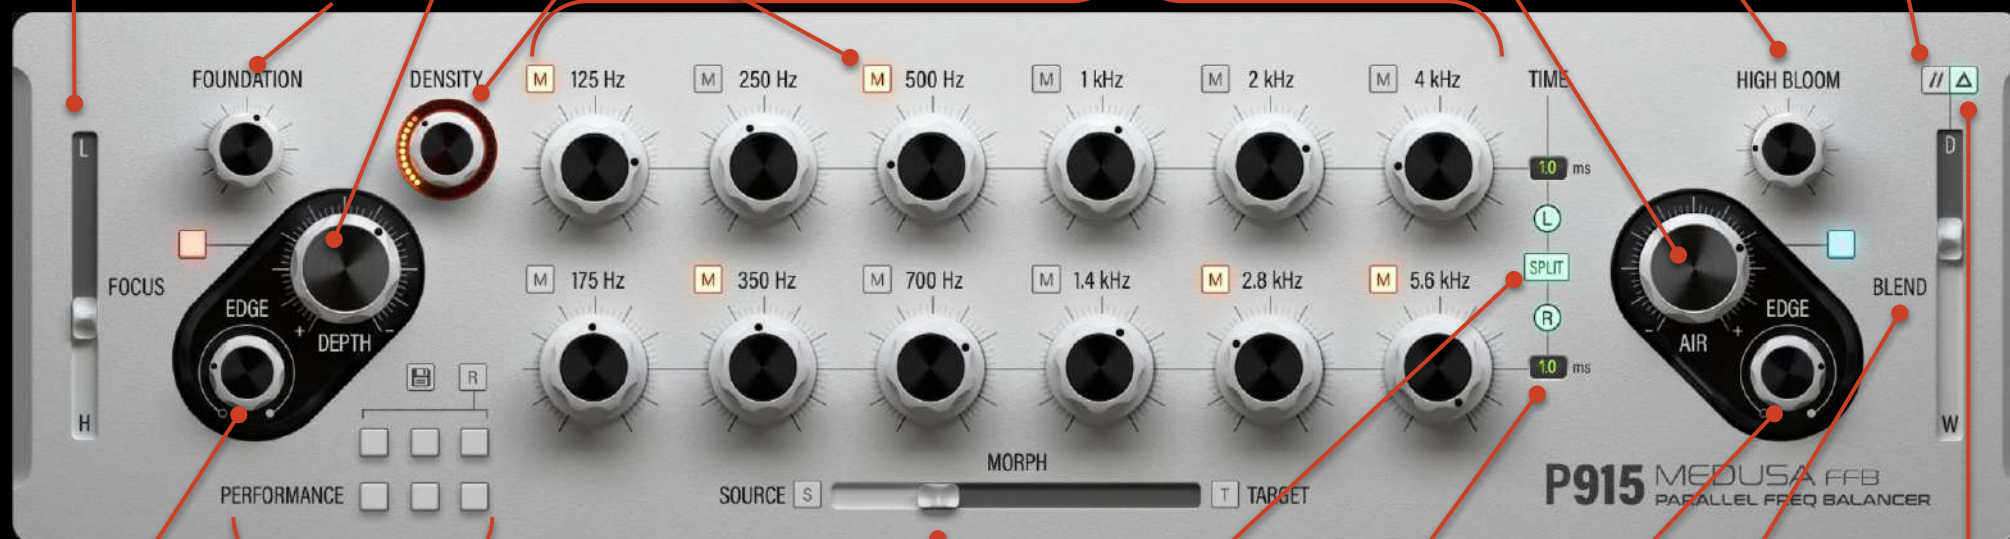 FOUNDATION
DENSITY
M 125 Hz
M 250 Hz
M 500 Hz
M 1 kHz
M 2 kHz
M 4 kHz
TIME
HIGH BLOOM
//
L
D
1.0 ms
L
FOCUS
M 175 Hz
M 350 Hz
M 700 Hz
M 1.4 kHz
M 2.8 kHz
M 5.6 kHz
SPLIT
BLEND
EDGE
+ -
DEPTH
R
EDGE
- +
AIR
1.0 ms
R
H
W
MORPH
PERFORMANCE
SOURCE S
T TARGET
P915 MEDUSA FFB
PARALLEL FREQ BALANCER